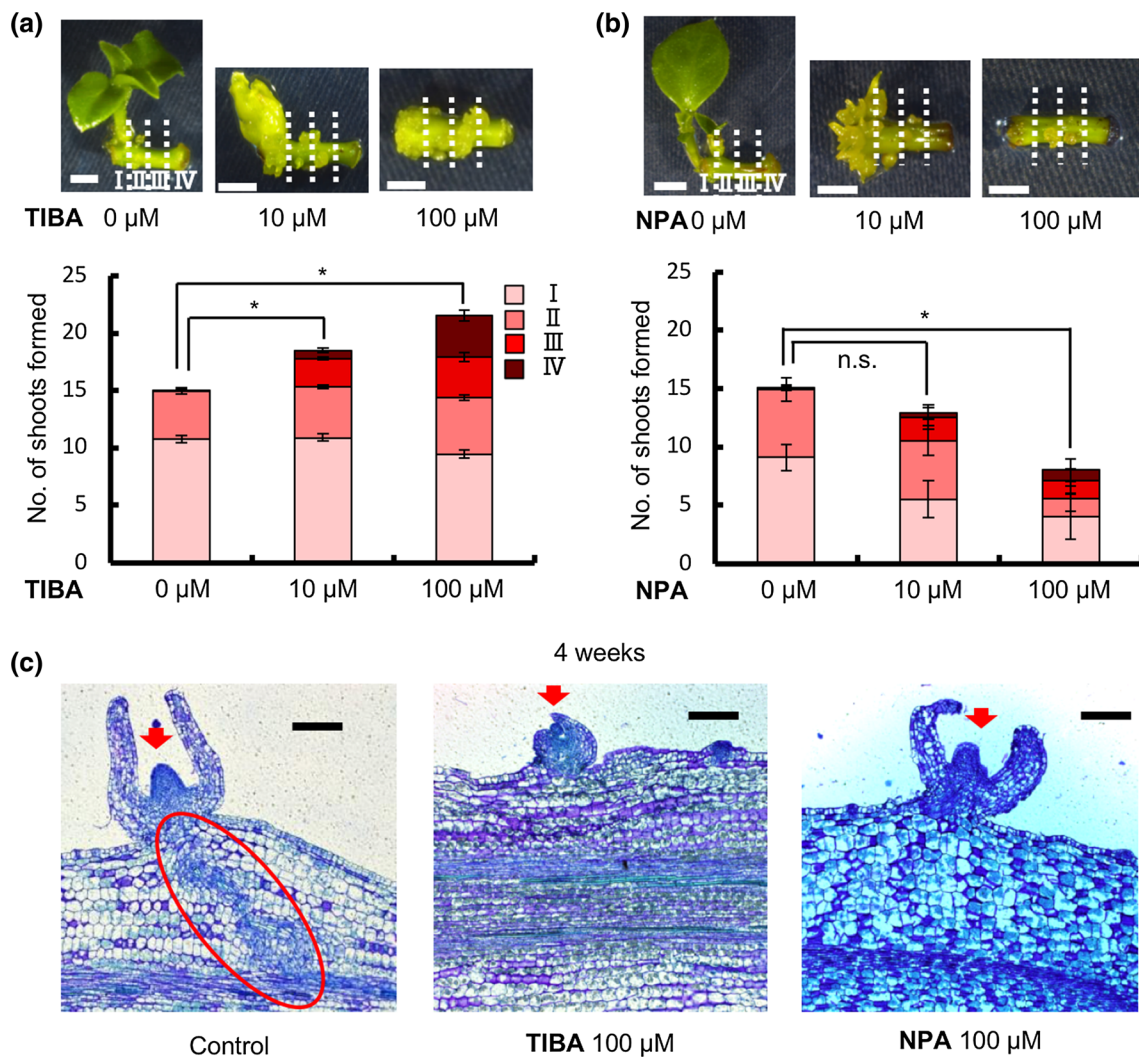 (a)
I II III IV
TIBA 0 µM 10 µM 100 µM
No. of shoots formed
25
20
15
10
5
0
*
*
I
II
III
IV
TIBA 0 µM 10 µM 100 µM
(b)
I II III IV
NPA 0 µM 10 µM 100 µM
No. of shoots formed
25
20
15
10
5
0
*
n.s.
NPA 0 µM 10 µM 100 µM
(c)
4 weeks
Control
TIBA 100 µM
NPA 100 µM